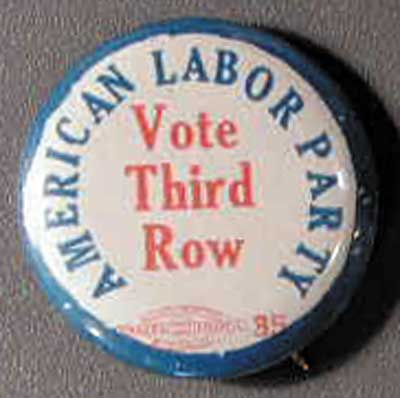 AMERICAN LABOR PARTY
Vote
Third
Row
35